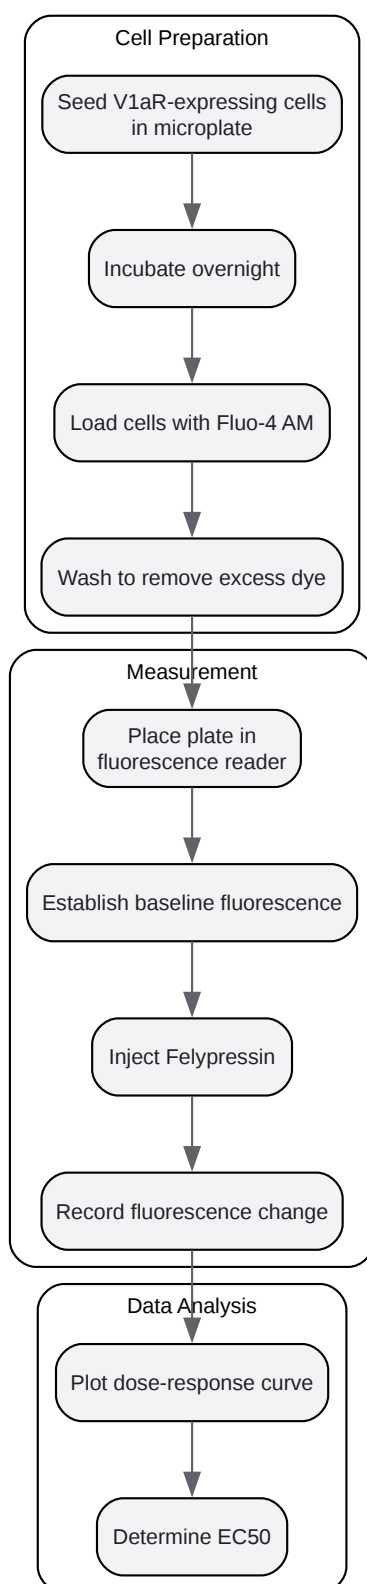 Cell Preparation
Seed V1aR-expressing cells
in microplate
Incubate overnight
Load cells with Fluo-4 AM
Wash to remove excess dye
Measurement
Place plate in
fluorescence reader
Establish baseline fluorescence
Inject Felypressin
Record fluorescence change
Data Analysis
Plot dose-response curve
Determine EC50